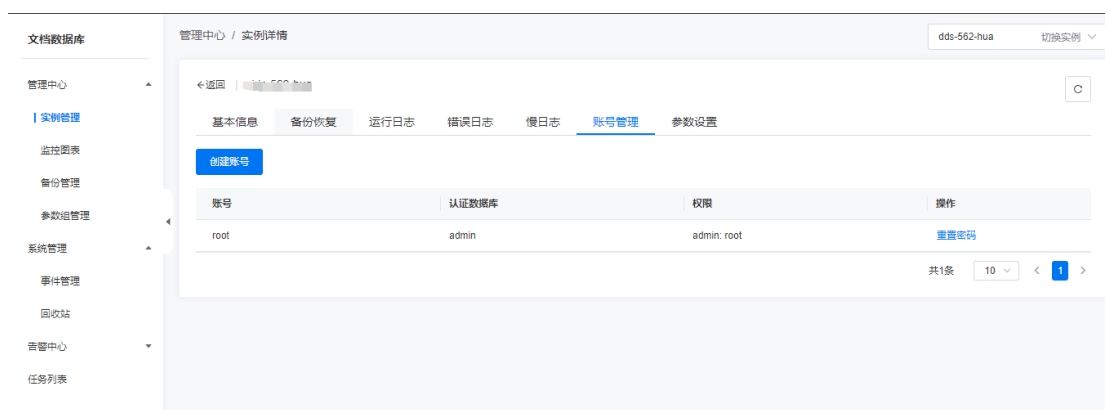 文档数据库
管理中心 / 实例详情
dds-562-hua 切换实例
管理中心
实例管理
监控图表
备份管理
参数组管理
系统管理
事件管理
回收站
告警中心
任务列表
返回
基本信息 备份恢复 运行日志 错误日志 慢日志 账号管理 参数设置
创建账号
账号 认证数据库 权限 操作
root admin admin: root 重置密码
共1条 10 1